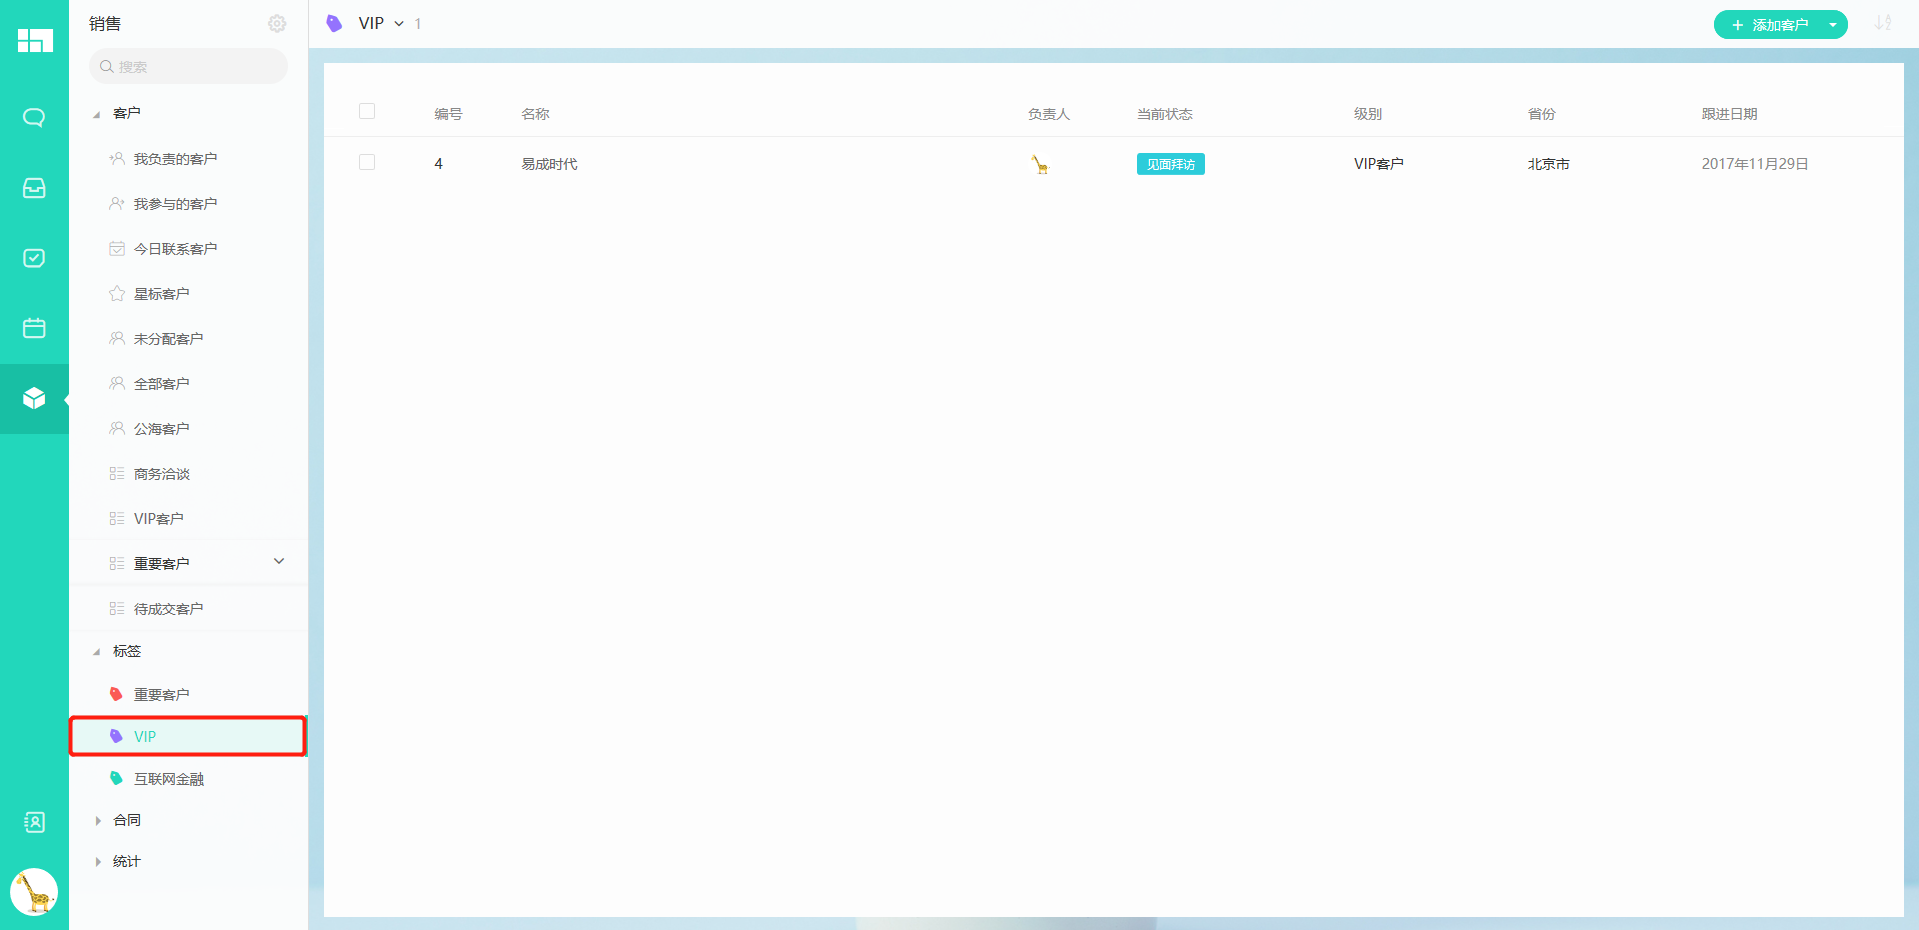 销售
搜索
客户
我负责的客户
我参与的客户
今日联系客户
星标客户
未分配客户
全部客户
公海客户
商务洽谈
VIP客户
重要客户
待成交客户
标签
重要客户
VIP
互联网金融
合同
统计
VIP 1
添加客户
编号 名称 负责人 当前状态 级别 省份 跟进日期
4 易成时代 见面拜访 VIP客户 北京市 2017年11月29日